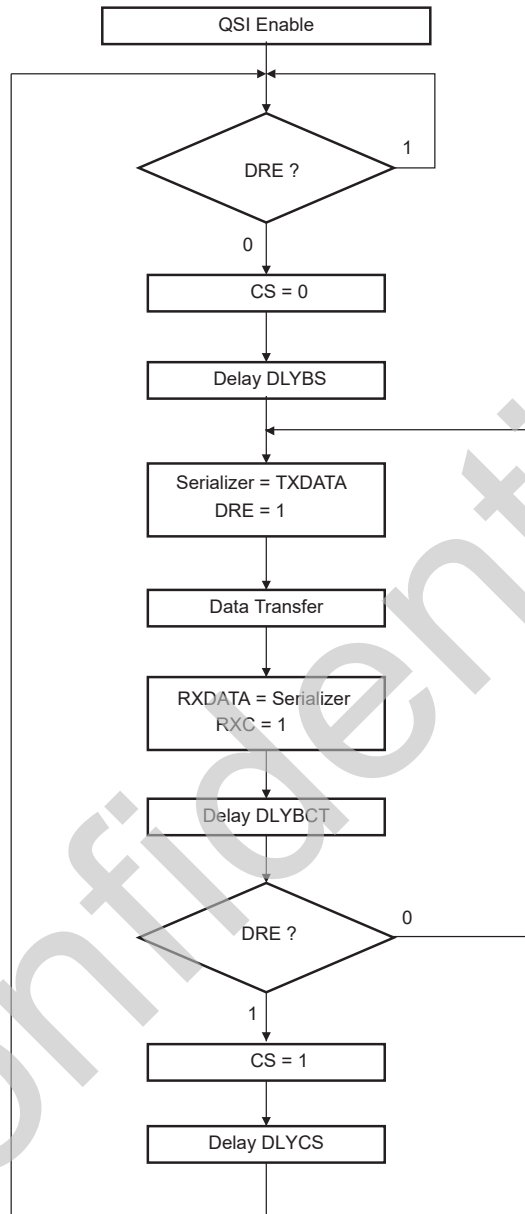 QSI Enable
DRE ?
1
0
CS = 0
Delay DLYBS
Serializer = TXDATA
DRE = 1
Data Transfer
RXDATA = Serializer
RXC = 1
Delay DLYBCT
DRE ?
0
1
CS = 1
Delay DLYCS
onfidenti